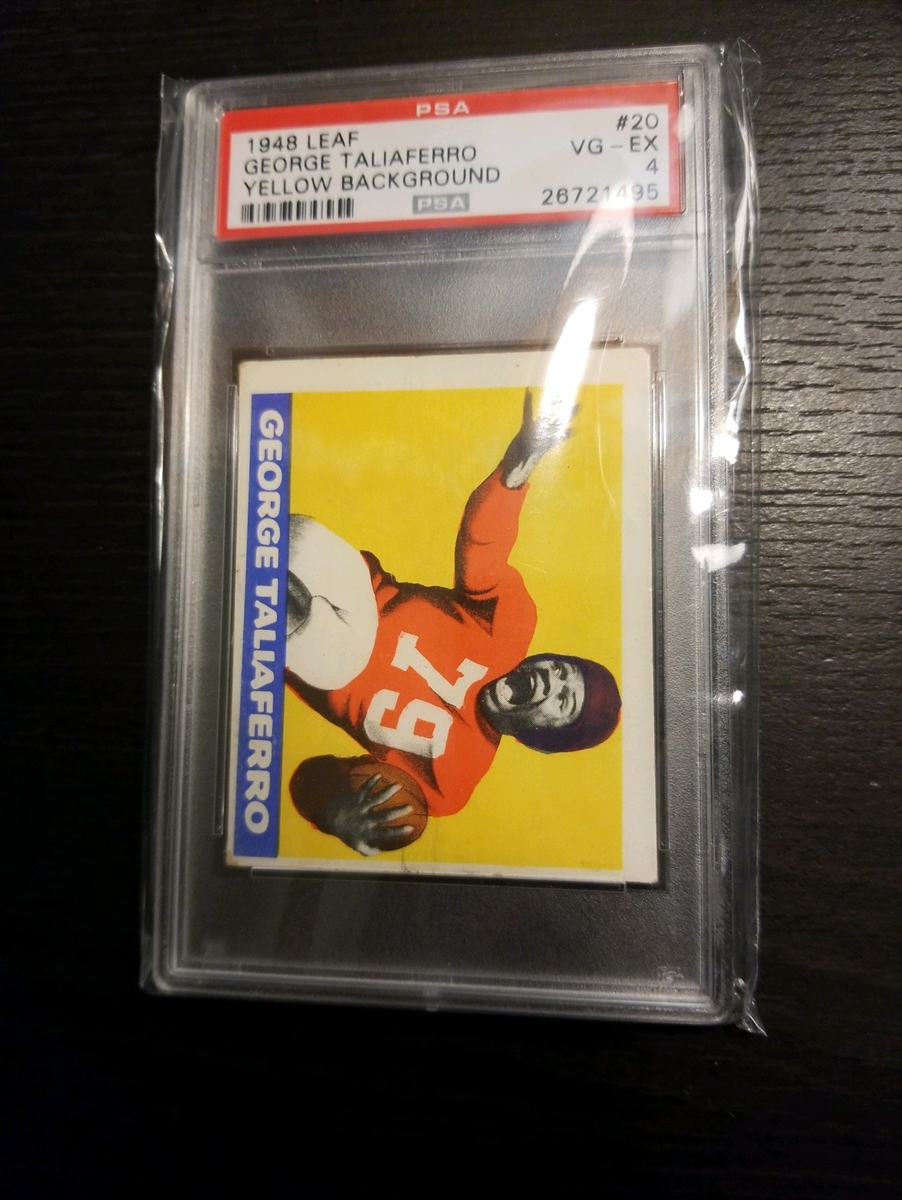 PSA
1948 LEAF #20
GEORGE TALIAFERRO VG - EX
YELLOW BACKGROUND 4
PSA 26721495
GEORGE TALIAFERRO
79